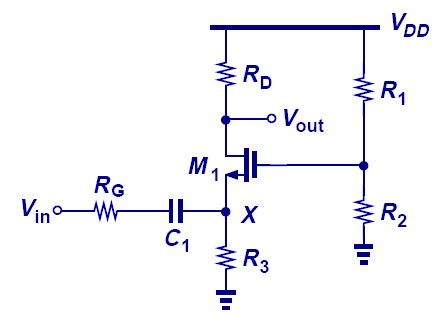 V_DD
R_D
R_1
V_out
M_1
R_G
V_in
X
R_2
C_1
R_3